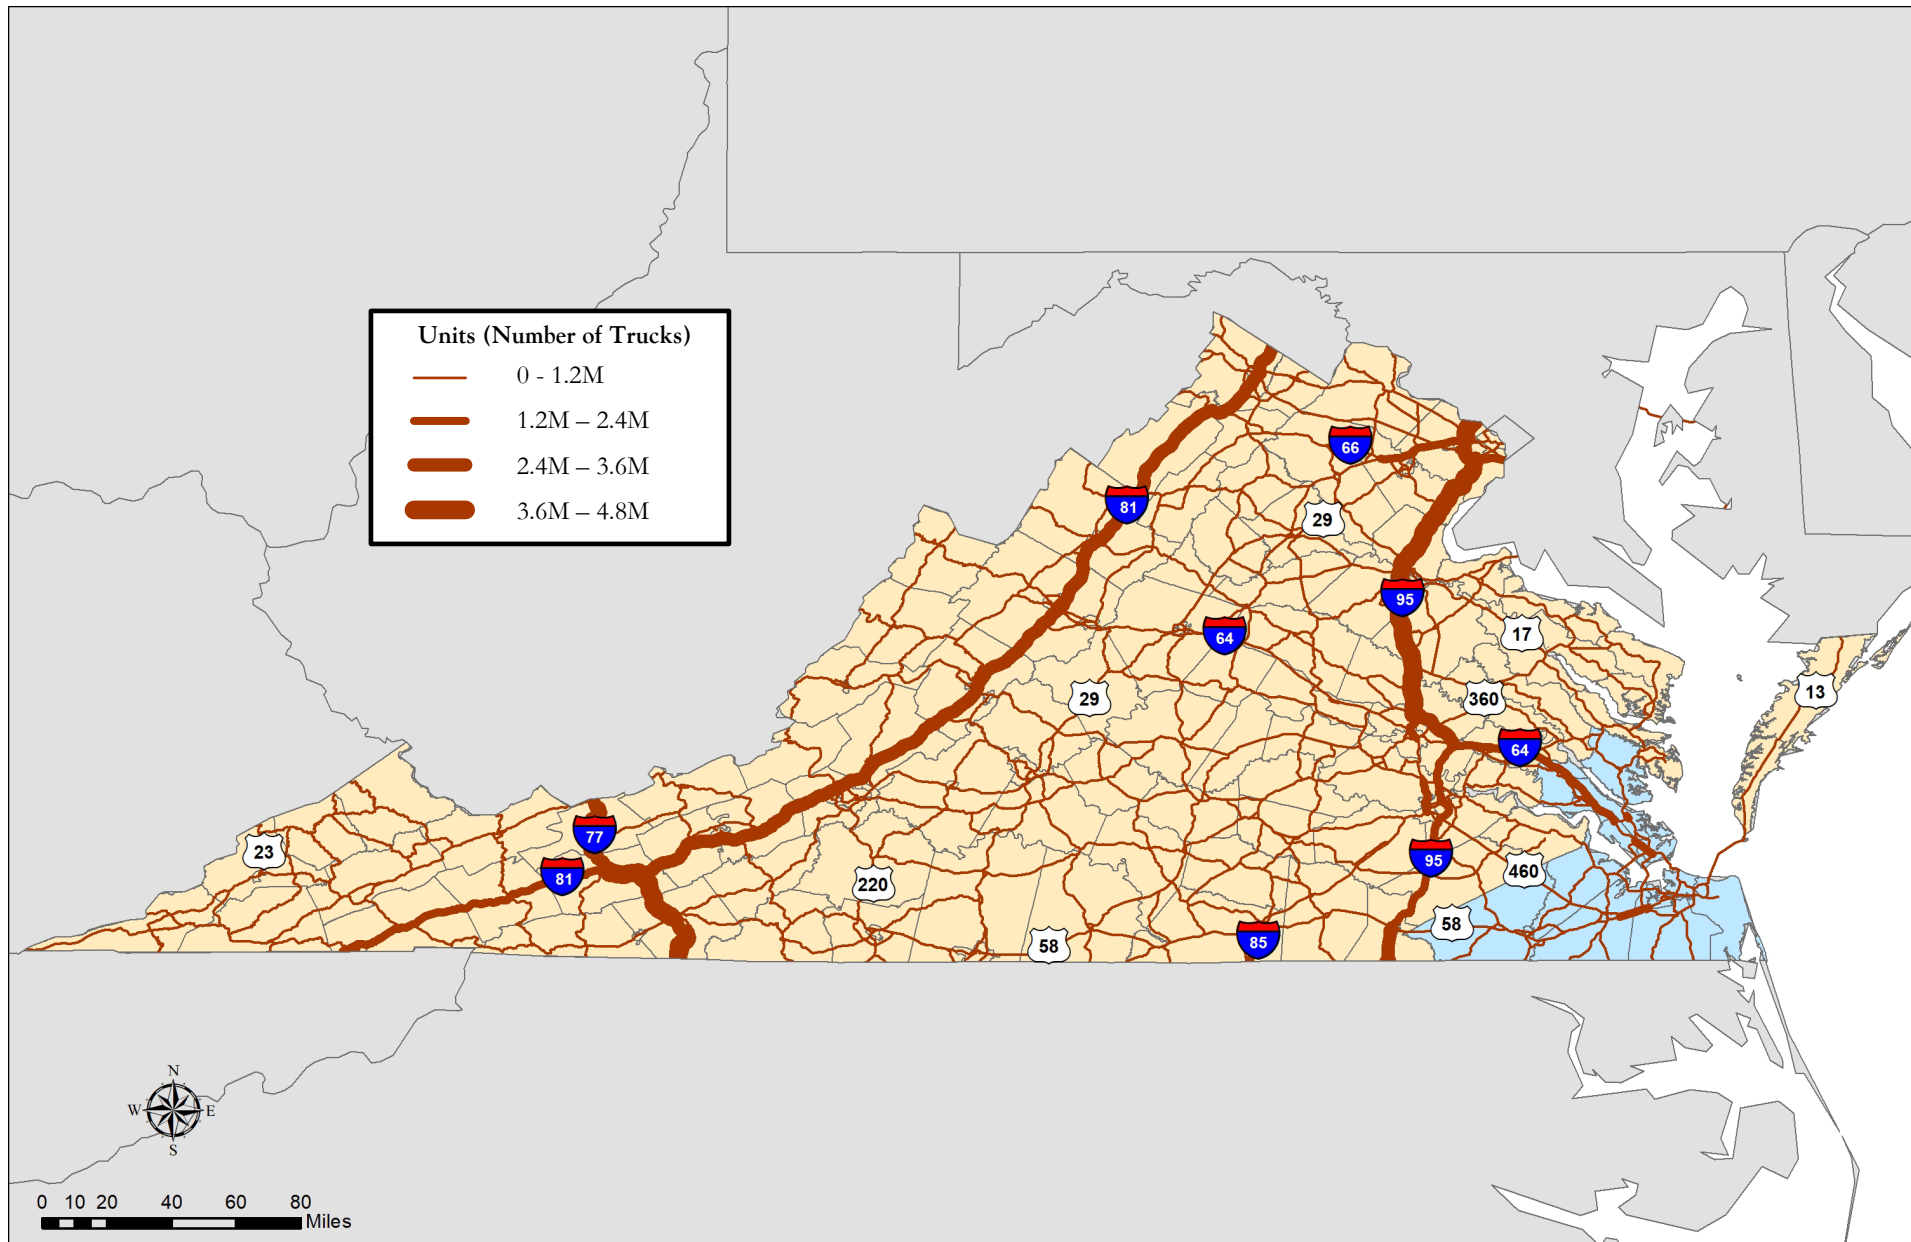 Units (Number of Trucks)
0 - 1.2M
1.2M – 2.4M
2.4M – 3.6M
3.6M – 4.8M
66
81
29
95
17
64
29
360
13
64
77
23
81
220
95
460
58
85
58
N
W E
S
0 10 20 40 60 80
Miles